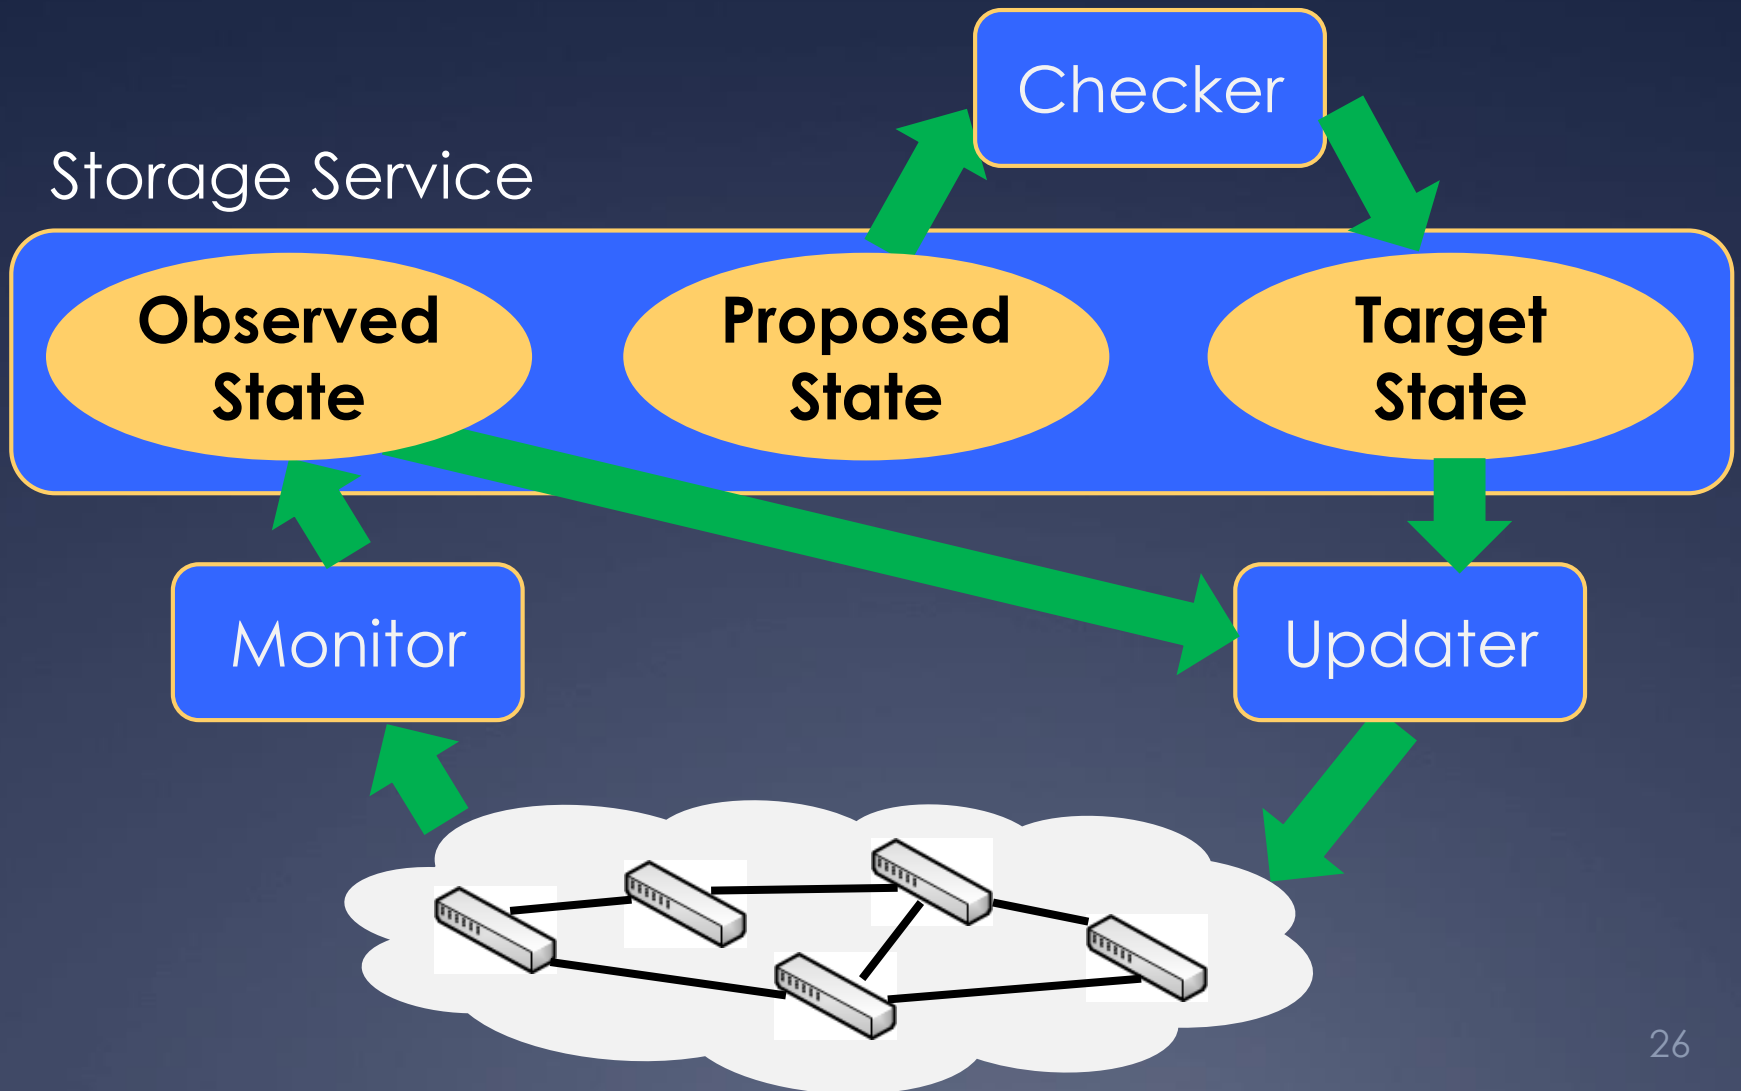 Checker
Storage Service
Observed
State
Proposed
State
Target
State
Monitor
Updater
26